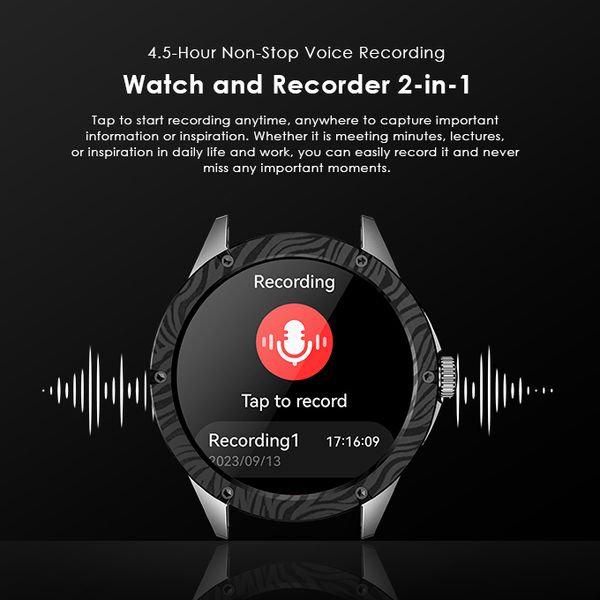 4.5-Hour Non-Stop Voice Recording
Watch and Recorder 2-in-1
Tap to start recording anytime, anywhere to capture important
information or inspiration. Whether it is meeting minutes, lectures,
or inspiration in daily life and work, you can easily record it and never
miss any important moments.
Recording
Tap to record
Recording1 17:16:09
2023/09/13